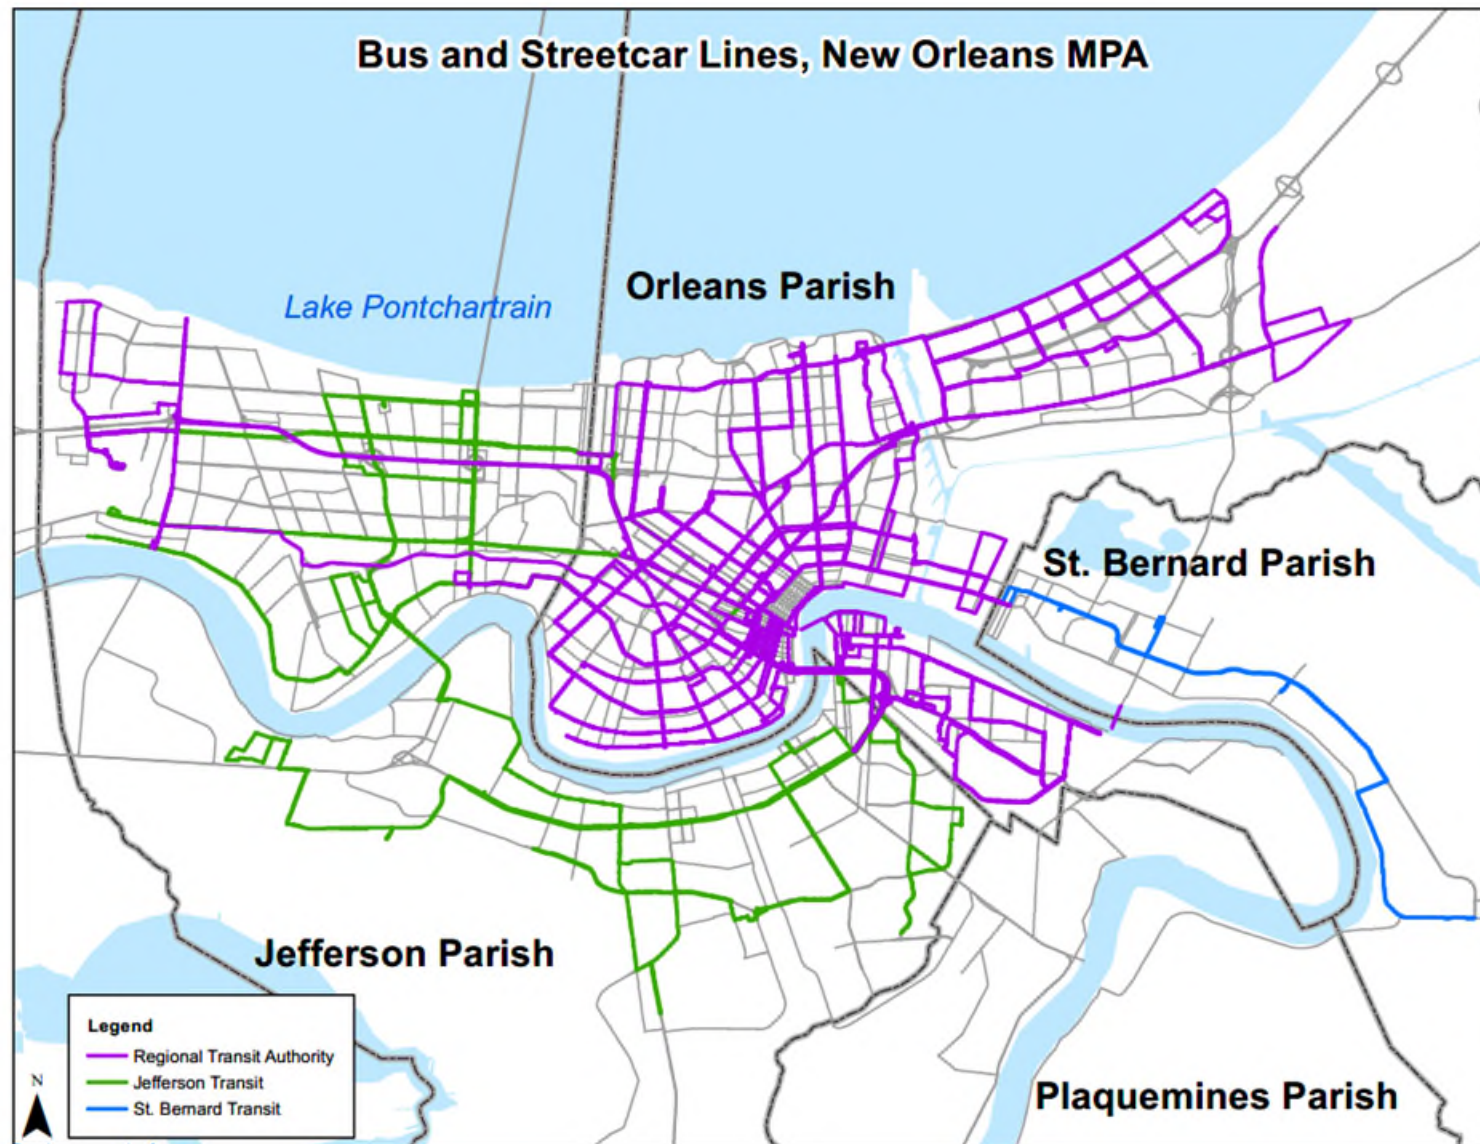 Bus and Streetcar Lines, New Orleans MPA
Orleans Parish
Lake Pontchartrain
St. Bernard Parish
Jefferson Parish
Plaquemines Parish
Legend
Regional Transit Authority
Jefferson Transit
St. Bernard Transit
N